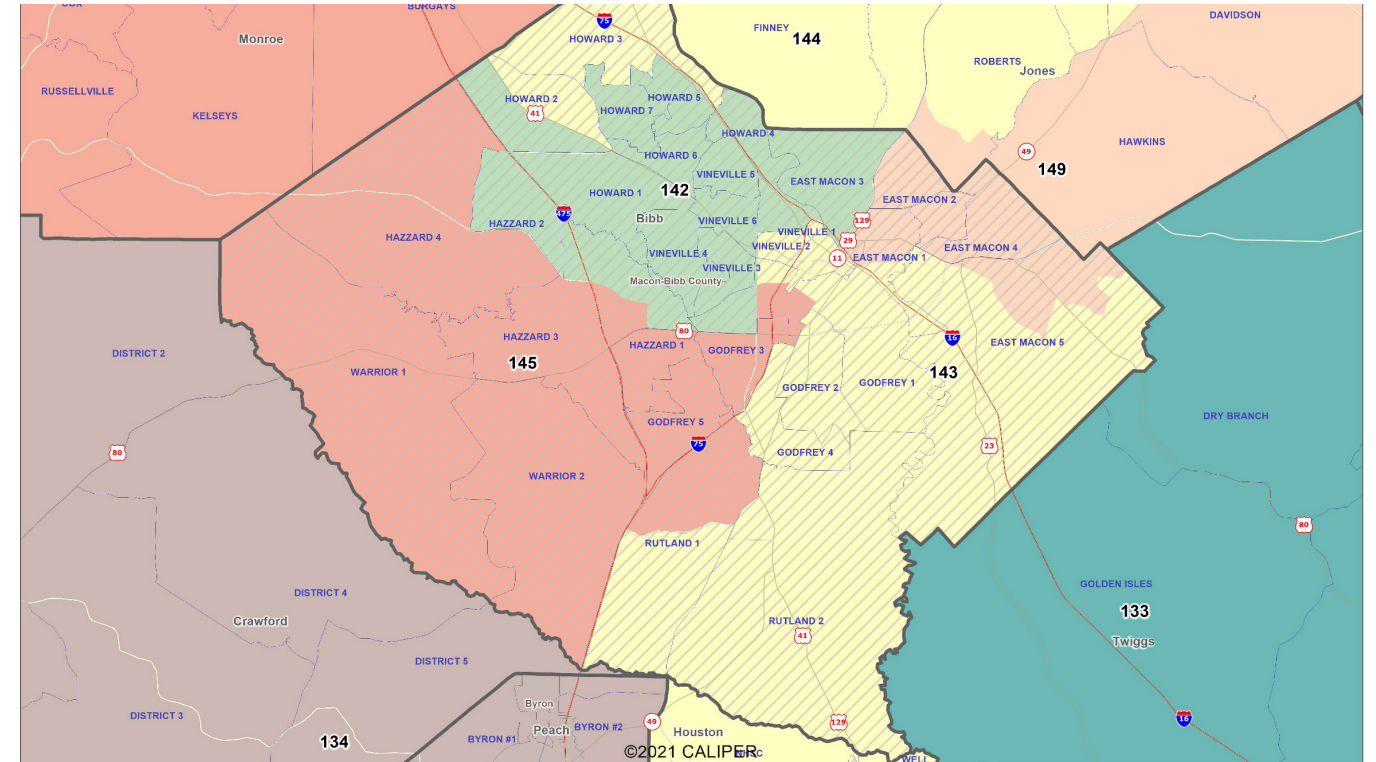 COX
BURGAYS
DAVIDSON
75
FINNEY
HOWARD 3
144
Monroe
ROBERTS
Jones
RUSSELLVILLE
HOWARD 2
HOWARD 5
KELSEYS
41
HOWARD 7
HOWARD 4
HAWKINS
HOWARD 6
49
149
VINEVILLE 5
EAST MACON 3
HOWARD 1
142
EAST MACON 2
475
Bibb
HAZZARD 2
VINEVILLE 6
129
VINEVILLE 1
HAZZARD 4
29
VINEVILLE 2
EAST MACON 4
VINEVILLE 4
11
EAST MACON 1
VINEVILLE 3
Macon-Bibb County
80
HAZZARD 3
16
HAZZARD 1
EAST MACON 5
GODFREY 3
DISTRICT 2
145
WARRIOR 1
143
GODFREY 2
GODFREY 1
DRY BRANCH
GODFREY 5
75
23
80
GODFREY 4
WARRIOR 2
80
RUTLAND 1
GOLDEN ISLES
DISTRICT 4
133
Crawford
RUTLAND 2
41
Twiggs
DISTRICT 5
Byron
DISTRICT 3
BYRON #2
49
129
16
Peach
Houston
134
BYRON #1
©2021 CALIPER
WELL